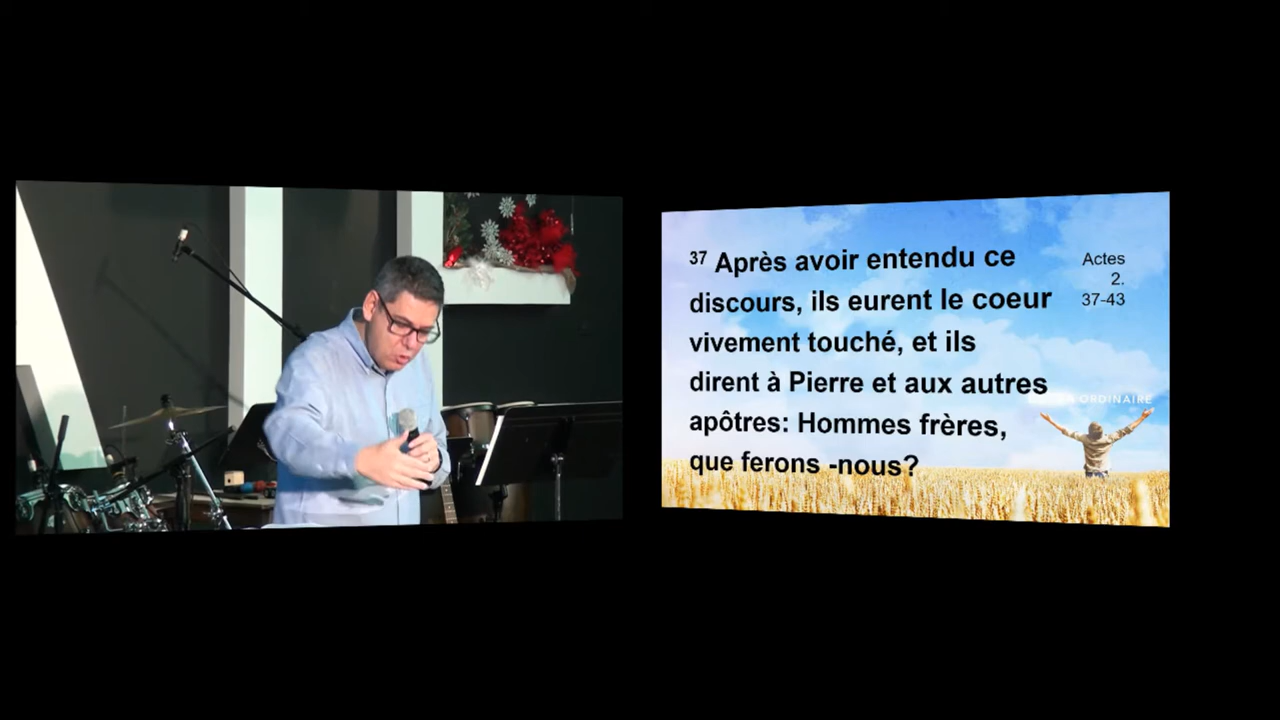 37 Après avoir entendu ce
discours, ils eurent le coeur
vivement touché, et ils
dirent à Pierre et aux autres
apôtres: Hommes frères,
que ferons -nous?
Actes
2.
37-43
ORDINAIRE